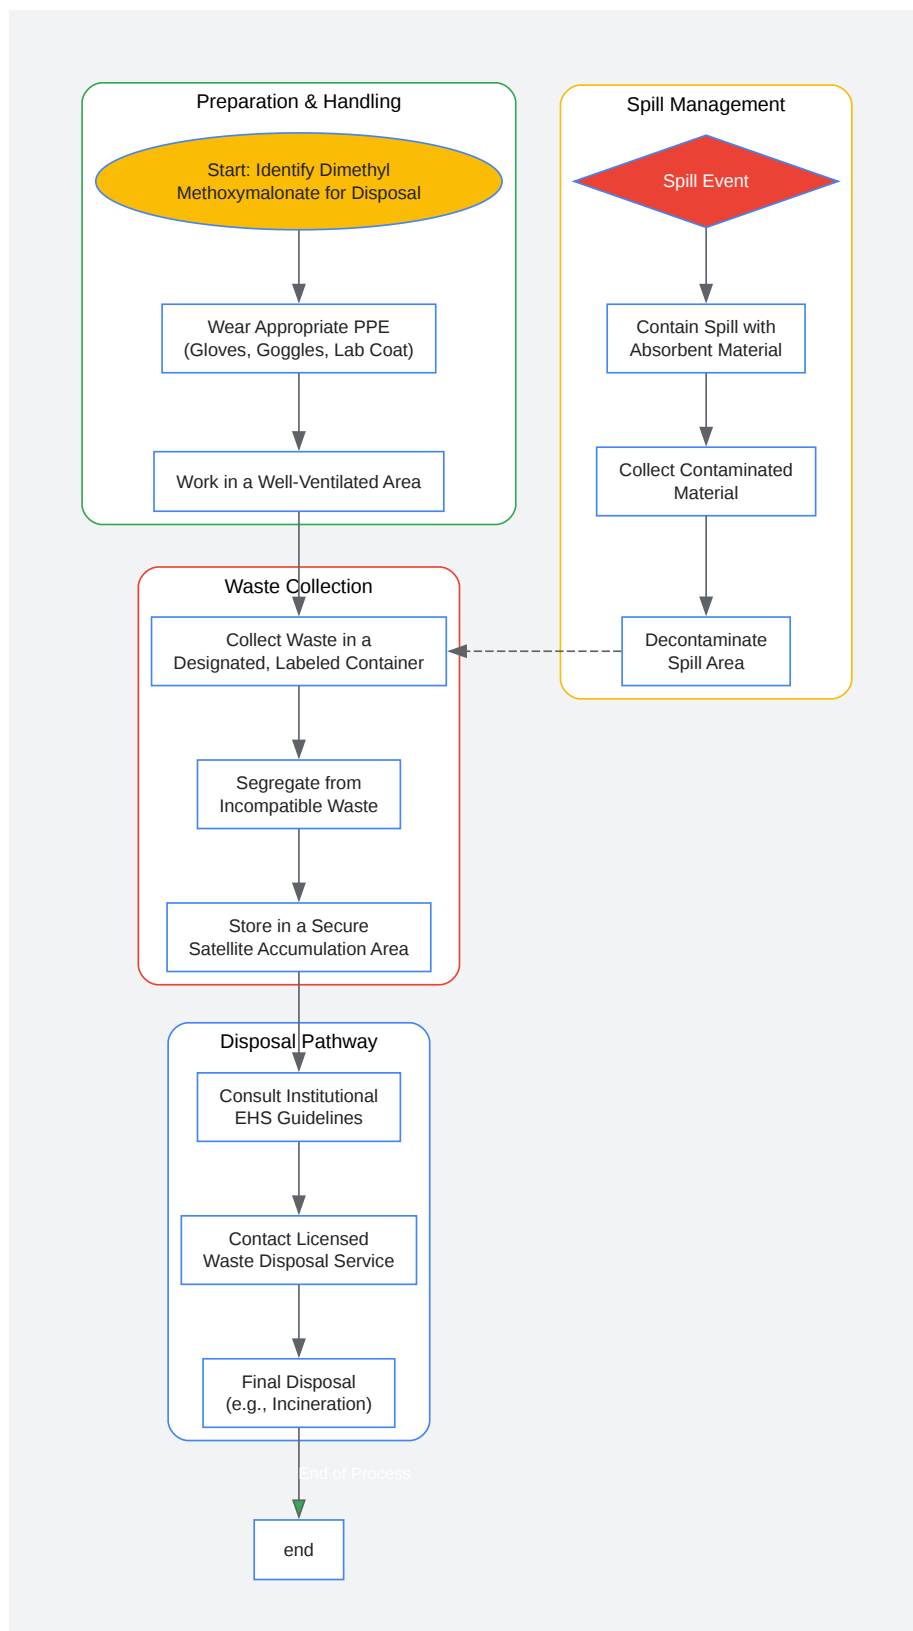 Preparation & Handling
Start: Identify Dimethyl
Methoxymalonate for Disposal
Wear Appropriate PPE
(Gloves, Goggles, Lab Coat)
Work in a Well-Ventilated Area
Spill Management
Spill Event
Contain Spill with
Absorbent Material
Collect Contaminated
Material
Decontaminate
Spill Area
Waste Collection
Collect Waste in a
Designated, Labeled Container
Segregate from
Incompatible Waste
Store in a Secure
Satellite Accumulation Area
Disposal Pathway
Consult Institutional
EHS Guidelines
Contact Licensed
Waste Disposal Service
Final Disposal
(e.g., Incineration)
End of Process
end